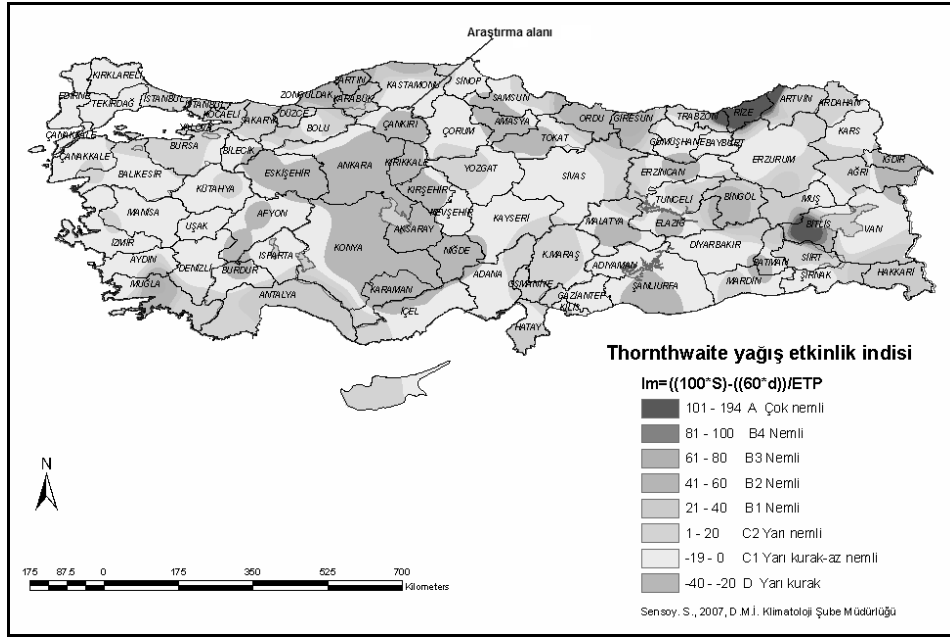 Araştırma alanı
KIRKLARELİ
EDİRNE
TEKİRDAĞ
İSTANBUL
İSTANBUL
KOCAELİ
YALOVA
SAKARYA
DÜZCE
ZONGULDAK
BARTIN
KARABÜK
KASTAMONU
SİNOP
SAMSUN
BOLU
ÇANKIRI
ÇORUM
AMASYA
TOKAT
ORDU
GİRESUN
TRABZON
RİZE
ARTVİN
ARDAHAN
KARS
GÜMÜŞHANE
BAYBURT
ERZURUM
IĞDIR
AĞRI
ÇANAKKALE
ÇANAKKALE
BALIKESİR
BURSA
BİLECİK
ESKİŞEHİR
ANKARA
KIRIKKALE
YOZGAT
SİVAS
ERZİNCAN
TUNCELİ
BİNGÖL
MUŞ
KÜTAHYA
KIRŞEHİR
NEVŞEHİR
KAYSERİ
MALATYA
ELAZIĞ
BİTLİS
VAN
MANİSA
UŞAK
AFYON
KONYA
AKSARAY
NİĞDE
DİYARBAKIR
İZMİR
AYDIN
DENİZLİ
BURDUR
ISPARTA
K.MARAŞ
ADIYAMAN
BATMAN
SİİRT
ŞIRNAK
HAKKARİ
MARDİN
ŞANLIURFA
MUĞLA
ANTALYA
KARAMAN
İÇEL
ADANA
OSMANİYE
GAZİANTEP
KİLİS
HATAY
Thornthwaite yağış etkinlik indisi
Im=((100*S)-((60*d))/ETP
101 - 194 A Çok nemli
81 - 100 B4 Nemli
61 - 80 B3 Nemli
41 - 60 B2 Nemli
21 - 40 B1 Nemli
1 - 20 C2 Yarı nemli
-19 - 0 C1 Yarı kurak-az nemli
-40 - -20 D Yarı kurak
N
175 87.5 0 175 350 525 700
Kilometers
Sensoy. S., 2007, D.M.İ. Klimatoloji Şube Müdürlüğü